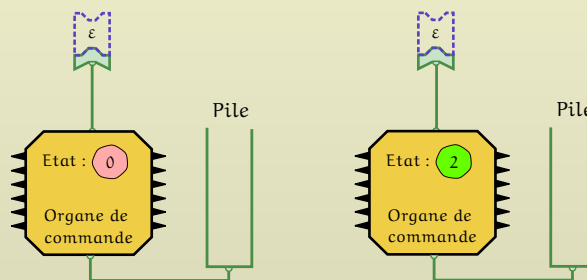 ε
Pile
Etat : 0
Organe de
commande
ε
Pile
Etat : 2
Organe de
commande